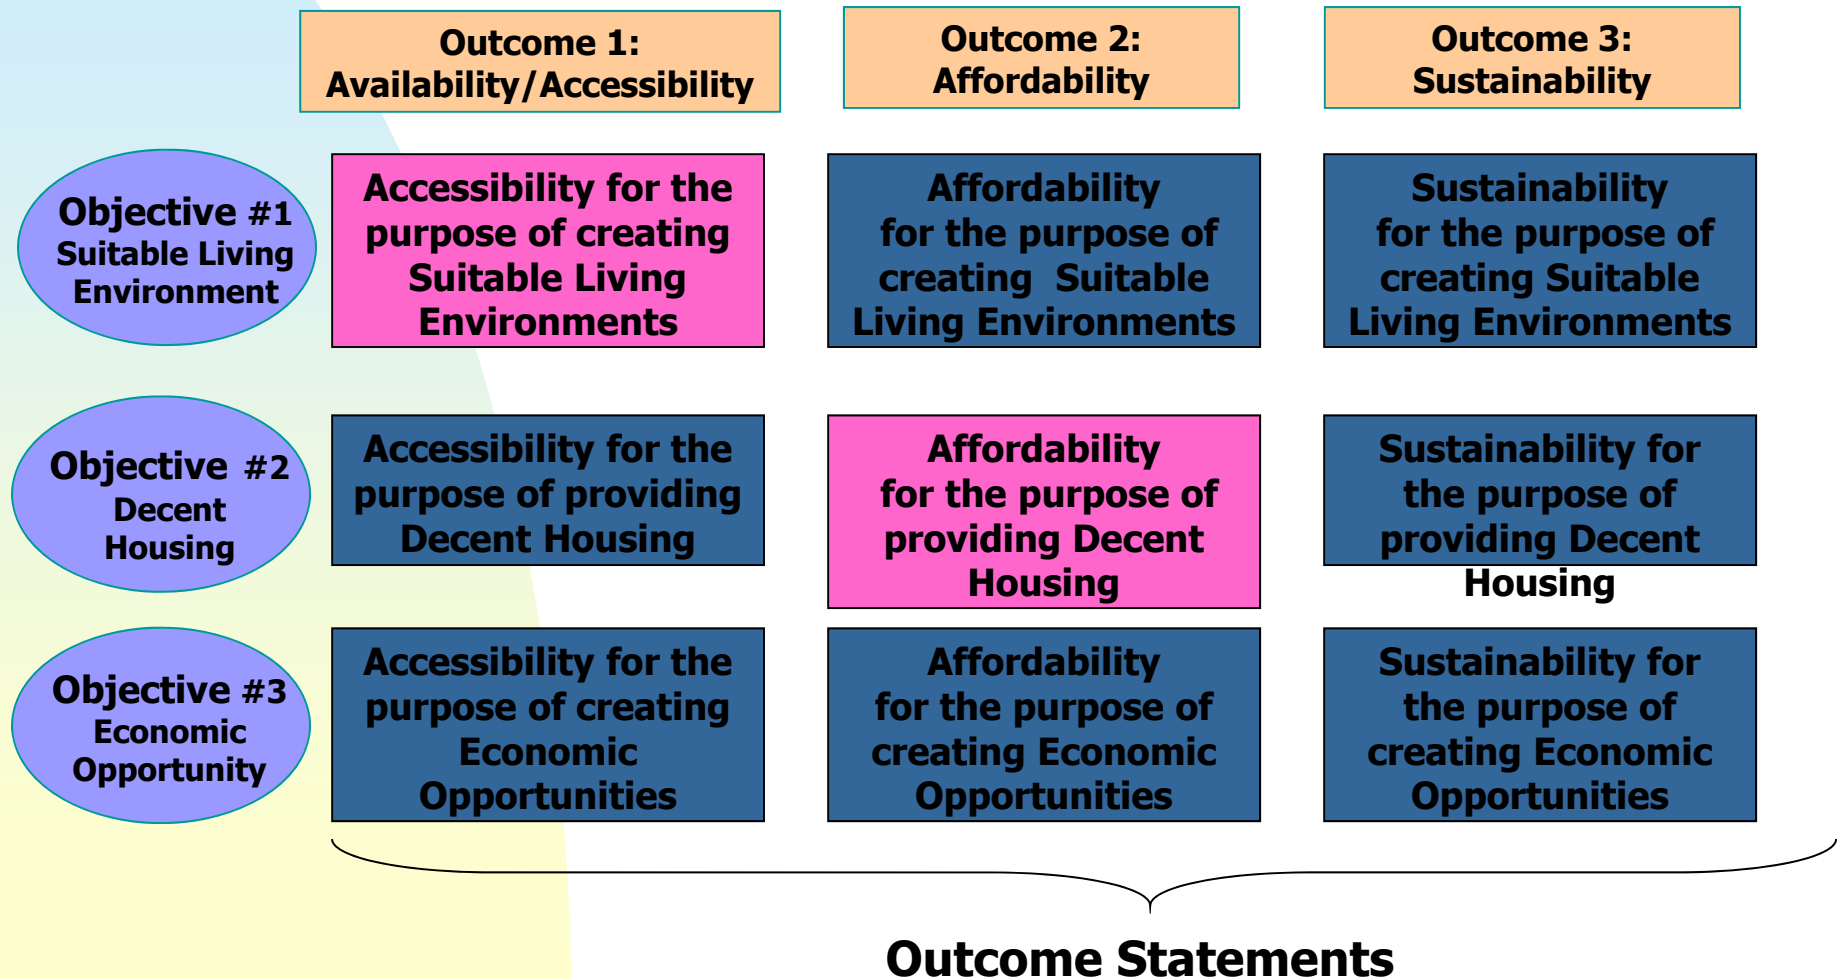 Outcome 1:
Availability/Accessibility
Outcome 2:
Affordability
Outcome 3:
Sustainability
Objective #1
Suitable Living
Environment
Accessibility for the
purpose of creating
Suitable Living
Environments
Affordability
for the purpose of
creating Suitable
Living Environments
Sustainability
for the purpose of
creating Suitable
Living Environments
Objective #2
Decent
Housing
Accessibility for the
purpose of providing
Decent Housing
Affordability
for the purpose of
providing Decent
Housing
Sustainability for
the purpose of
providing Decent
Housing
Objective #3
Economic
Opportunity
Accessibility for the
purpose of creating
Economic
Opportunities
Affordability
for the purpose of
creating Economic
Opportunities
Sustainability for
the purpose of
creating Economic
Opportunities
Outcome Statements